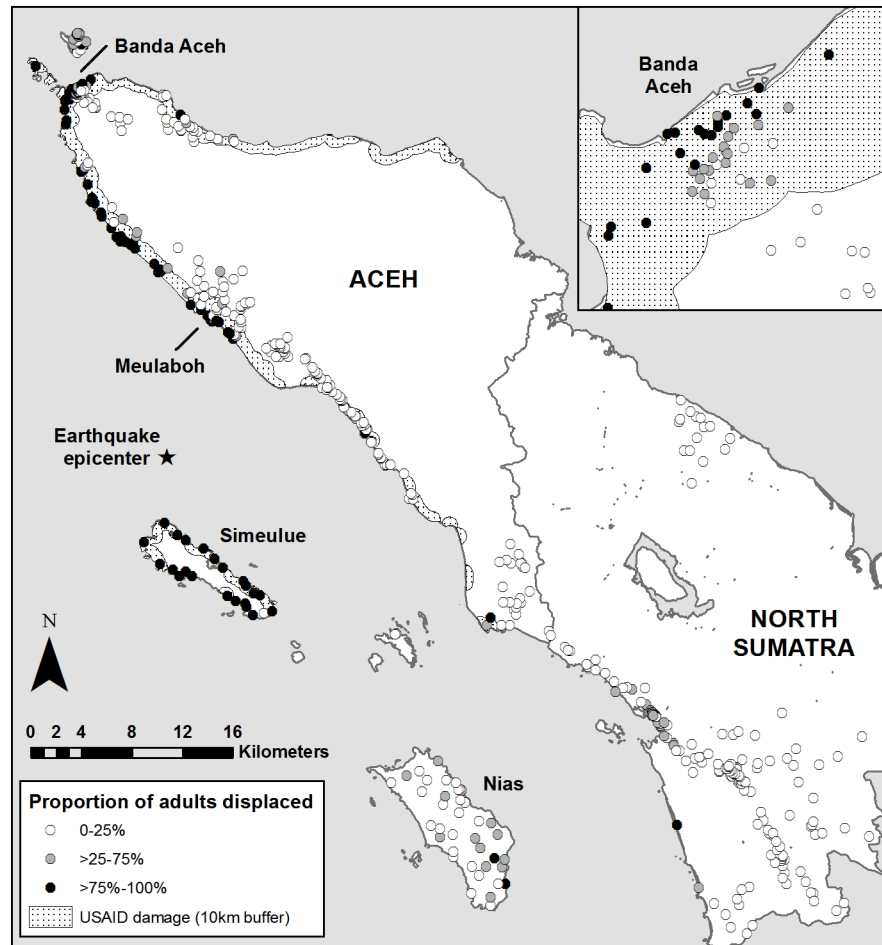 Banda Aceh
Banda
Aceh
ACEH
Meulaboh
Earthquake
epicenter
Simeulue
N
NORTH
SUMATRA
0 2 4 8 12 16
Kilometers
Nias
Proportion of adults displaced
0-25%
>25-75%
>75%-100%
USAID damage (10km buffer)